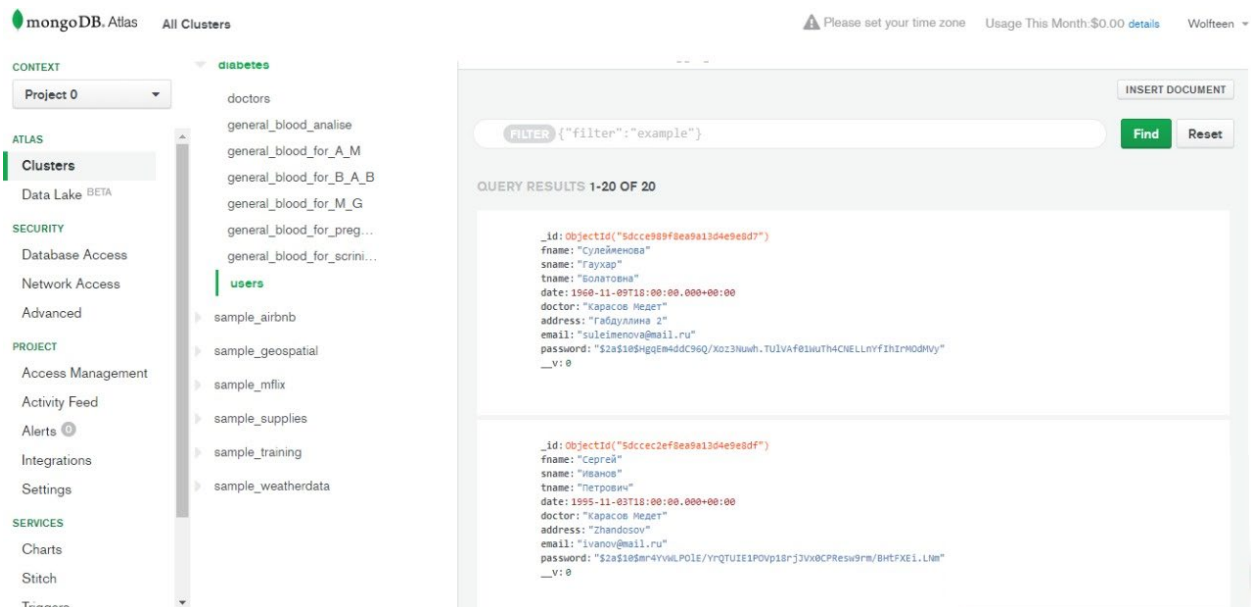 mongoDB. Atlas
All Clusters
Please set your time zone
Usage This Month:$0.00 details
Wolfteen
CONTEXT
Project 0
ATLAS
Clusters
Data Lake BETA
SECURITY
Database Access
Network Access
Advanced
PROJECT
Access Management
Activity Feed
Alerts 0
Integrations
Settings
SERVICES
Charts
Stitch
Triggers
diabetes
doctors
general_blood_analise
general_blood_for_A_M
general_blood_for_B_A_B
general_blood_for_M_G
general_blood_for_preg...
general_blood_for_scrini...
users
sample_airbnb
sample_geospatial
sample_mflix
sample_supplies
sample_training
sample_weatherdata
INSERT DOCUMENT
FILTER {"filter":"example"}
Find
Reset
QUERY RESULTS 1-20 OF 20
_id: ObjectId("5dcce989f8ea9a13d4e9e8d7")
fname: "Сулейменова"
sname: "Гаухар"
tname: "Болатовна"
date: 1960-11-09T18:00:00.000+00:00
doctor: "Карасов Медет"
address: "Габдуллина 2"
email: "suleimenova@mail.ru"
password: "$2a$10$HgqEm4ddC96Q/Xoz3Nuwh.TUlVAf01WuTh4CNELLnYfIhIrMOdMVy"
__v: 0
_id: ObjectId("5dccec2ef8ea9a13d4e9e8df")
fname: "Сергей"
sname: "Иванов"
tname: "Петрович"
date: 1995-11-03T18:00:00.000+00:00
doctor: "Карасов Медет"
address: "Zhandosov"
email: "ivanov@mail.ru"
password: "$2a$10$mr4YvWLPOlE/YrQTUIE1POVp18rjJVx0CPResw9rm/BHtFXEi.LNm"
__v: 0